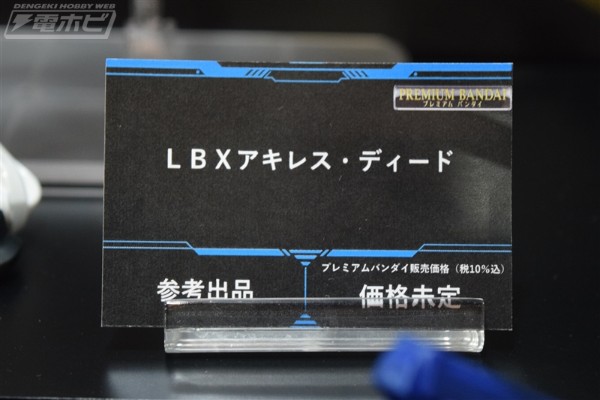 DENGEKI HOBBY WEB
電ホビ
PREMIUM BANDAI
プレミアム バンダイ
LBXアキレス・ディード
プレミアムバンダイ販売価格（税10%込）
参考出品
価格未定